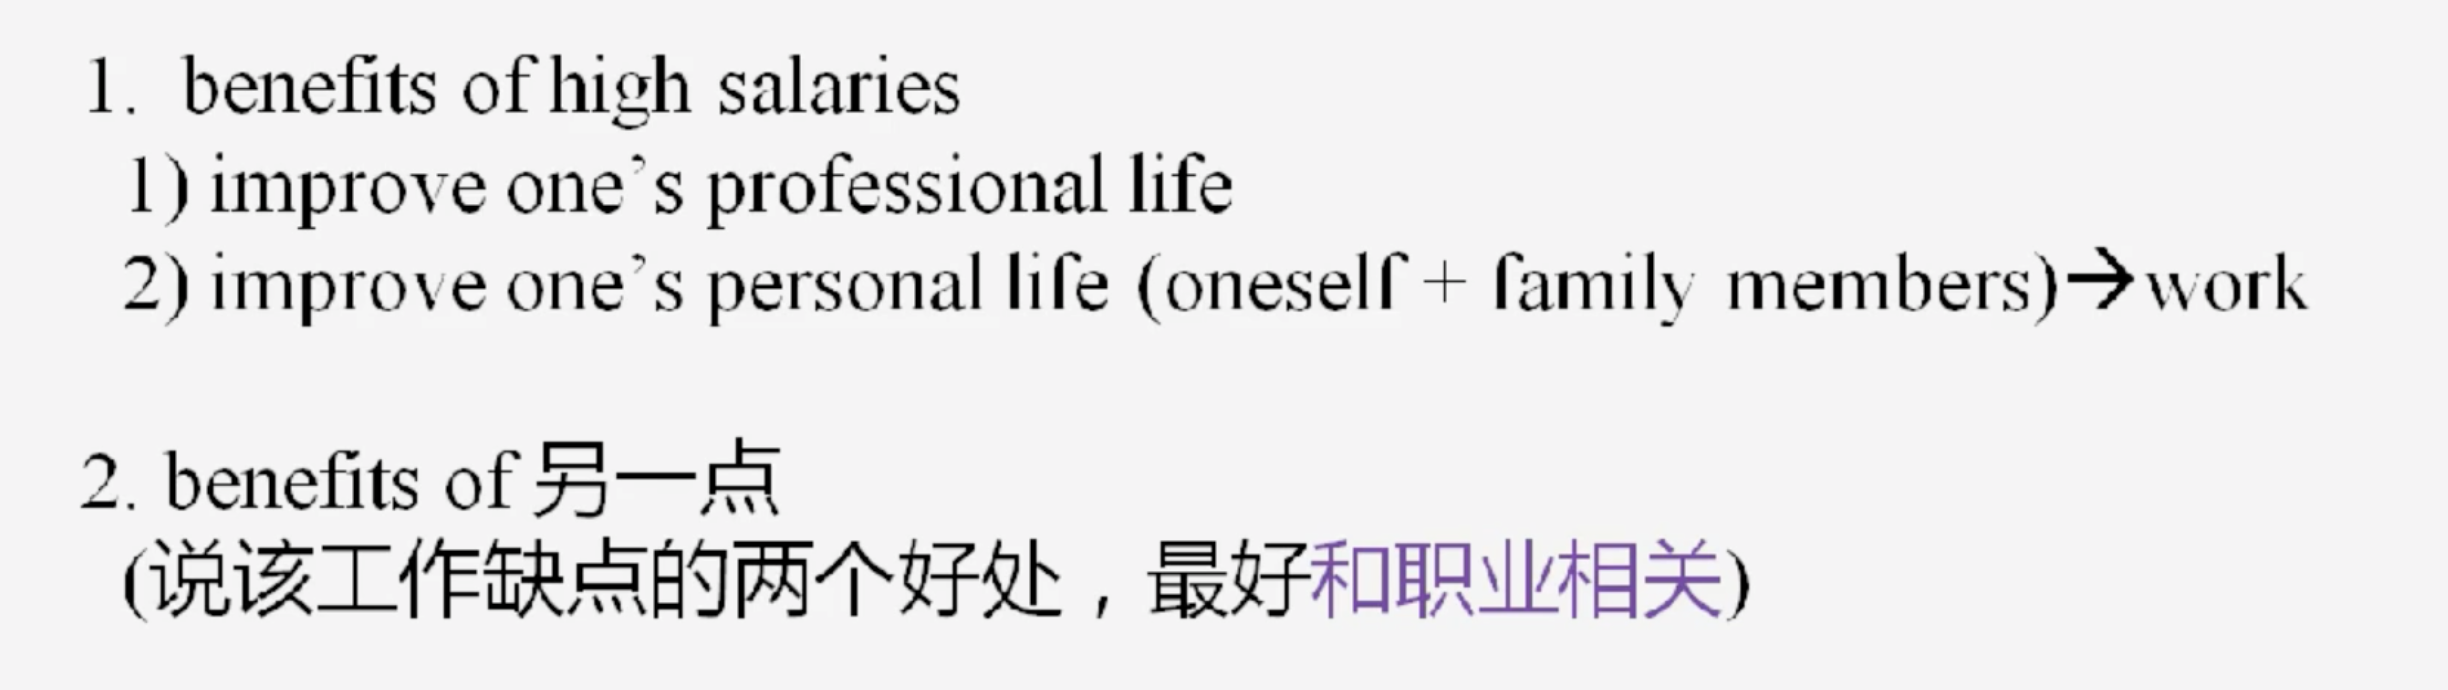 1. benefits of high salaries
1) improve one’s professional life
2) improve one’s personal life (oneself + family members)→work
2. benefits of 另一点
(说该工作缺点的两个好处，最好和职业相关)